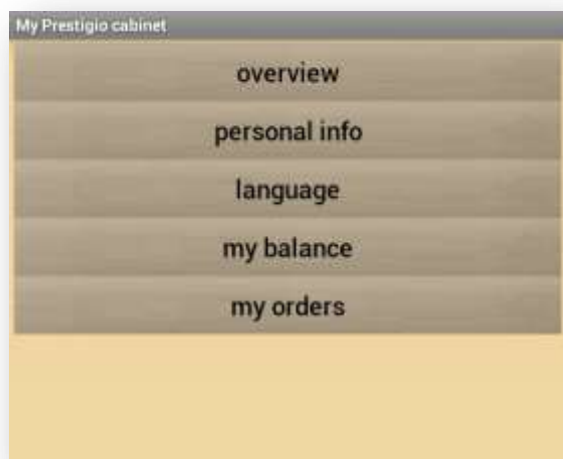 My Prestigio cabinet
overview
personal info
language
my balance
my orders